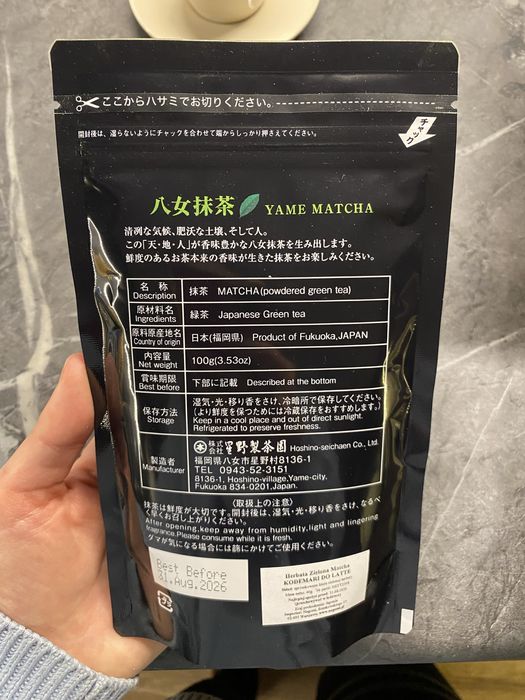 ここからハサミでお切りください。
開封後は、湿らないようにチャックを合わせて端からしっかり押さえてください。
チャック
八女抹茶 YAME MATCHA
清冽な気候、肥沃な土壌、そして人。
この「天・地・人」が香味豊かな八女抹茶を生み出します。
鮮度のあるお茶本来の香味が生きた抹茶をお楽しみください。
名 称 抹茶 MATCHA(powdered green tea)
Description
原材料名 緑茶 Japanese Green tea
Ingredients
原料原産地名 日本(福岡県) Product of Fukuoka,JAPAN
Country of origin
内容量 100g(3.53oz)
Net weight
賞味期限 下部に記載 Described at the bottom
Best before
保存方法
Storage
湿気・光・移り香をさけ、冷暗所で保存してください。
(より鮮度を保つためには冷蔵保存をおすすめします。)
Keep in a cool place and out of direct sunlight.
Refrigerated to preserve freshness.
製造者
Manufacturer
株式会社 星野製茶園 Hoshino-seichaen Co., Ltd.
福岡県八女市星野村8136-1
TEL 0943-52-3151
8136-1, Hoshino-village,Yame-city,
Fukuoka 834-0201,Japan.
〈取扱上の注意〉
抹茶は鮮度が大切です。開封後は、湿気・光・移り香をさけ、なるべく
早くお召し上がりください。
After opening,keep away from humidity,light and lingering
fragrance.Please consume while it is fresh.
ダマが気になる場合には篩にかけてご使用ください。
Best Before
31.Aug.2026
Herbata Zielona Matcha
KODEMARI DO LATTE